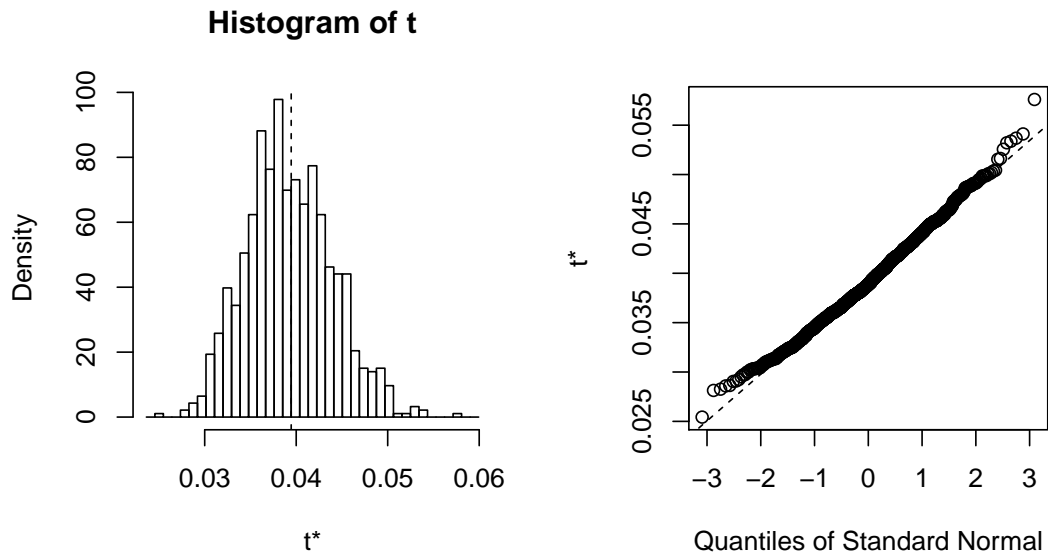 Histogram of t
Density
0 20 40 60 80 100
0.03 0.04 0.05 0.06
t*
t*
0.025 0.035 0.045 0.055
−3 −2 −1 0 1 2 3
Quantiles of Standard Normal